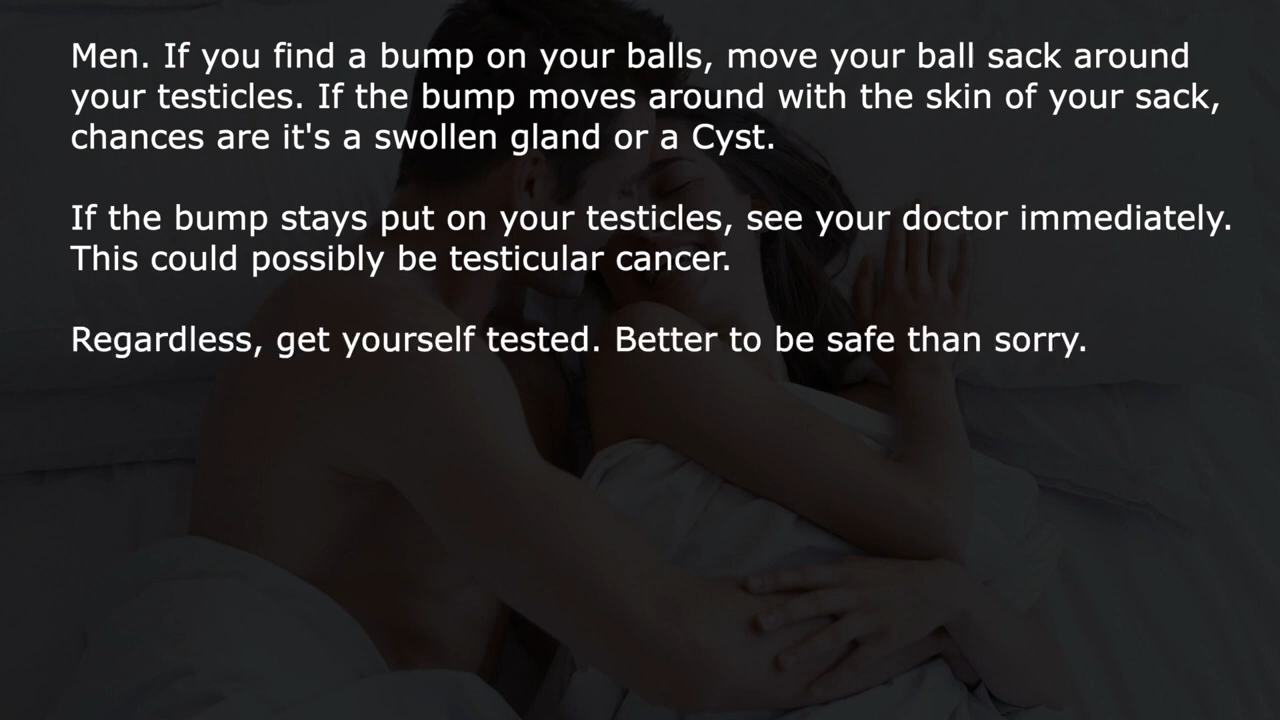 Men. If you find a bump on your balls, move your ball sack around
your testicles. If the bump moves around with the skin of your sack,
chances are it's a swollen gland or a Cyst.
If the bump stays put on your testicles, see your doctor immediately.
This could possibly be testicular cancer.
Regardless, get yourself tested. Better to be safe than sorry.